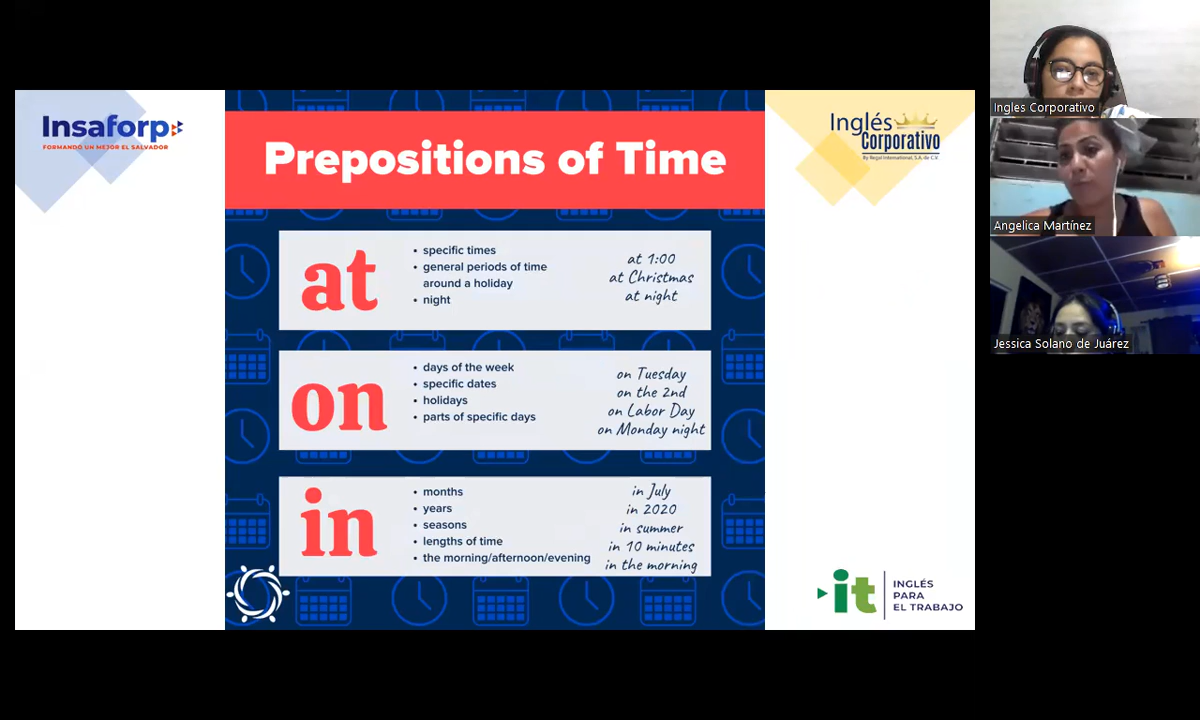 Insaforp
FORMANDO UN MEJOR EL SALVADOR
Prepositions of Time
Inglés
Corporativo
By Regal International, S.A. de C.V.
at
• specific times
• general periods of time
around a holiday
• night
at 1:00
at Christmas
at night
on
• days of the week
• specific dates
• holidays
• parts of specific days
on Tuesday
on the 2nd
on Labor Day
on Monday night
in
• months
• years
• seasons
• lengths of time
• the morning/afternoon/evening
in July
in 2020
in summer
in 10 minutes
in the morning
it
INGLÉS
PARA
EL TRABAJO
Ingles Corporativo
Angelica Martínez
Jessica Solano de Juárez